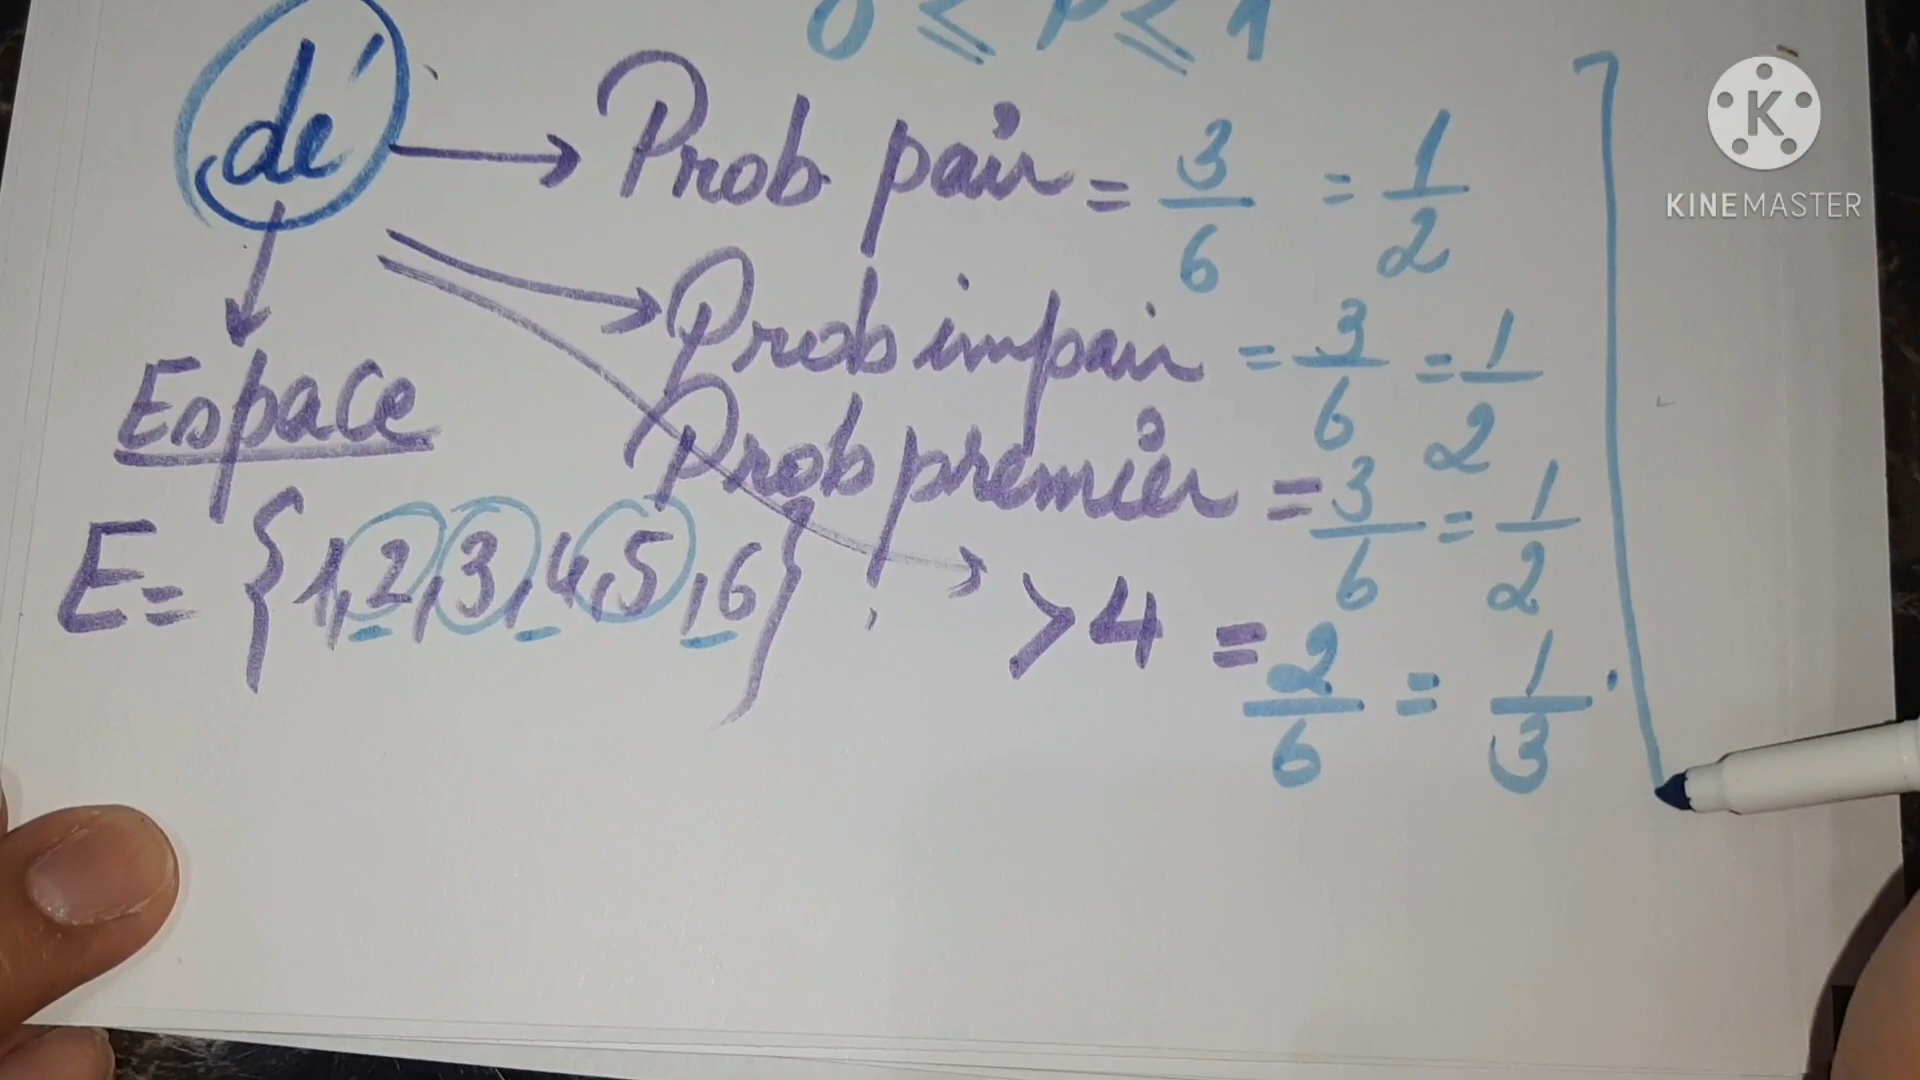 0 ≤ P ≤ 1
dé
Prob pair = 3/6 = 1/2
Prob impair = 3/6 = 1/2
Espace
Prob premier = 3/6 = 1/2
E = {1,2,3,4,5,6}
>4 = 2/6 = 1/3.
K
KINEMASTER